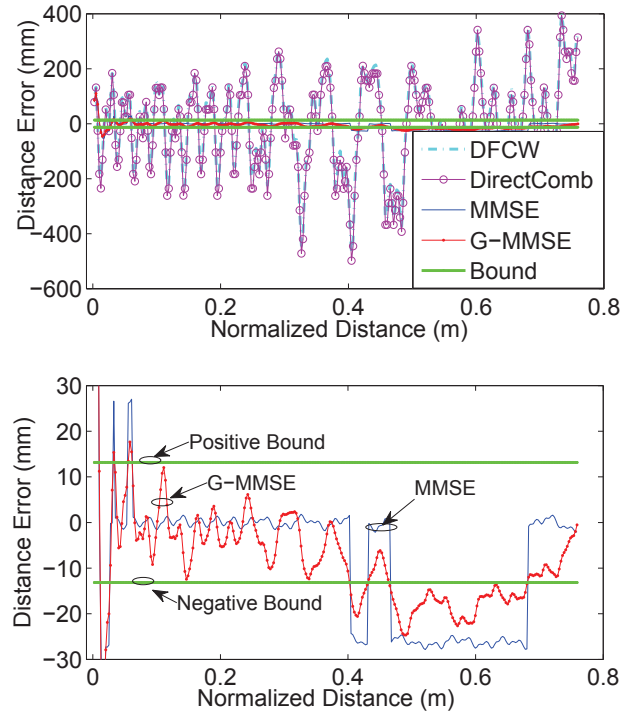 Distance Error (mm)
200
0
−200
−400
−600
0
0.2
0.4
0.6
0.8
Normalized Distance (m)
DFCW
DirectComb
MMSE
G−MMSE
Bound
Distance Error (mm)
30
20
10
0
−10
−20
−30
0
0.2
0.4
0.6
0.8
Normalized Distance (m)
Positive Bound
G−MMSE
MMSE
Negative Bound